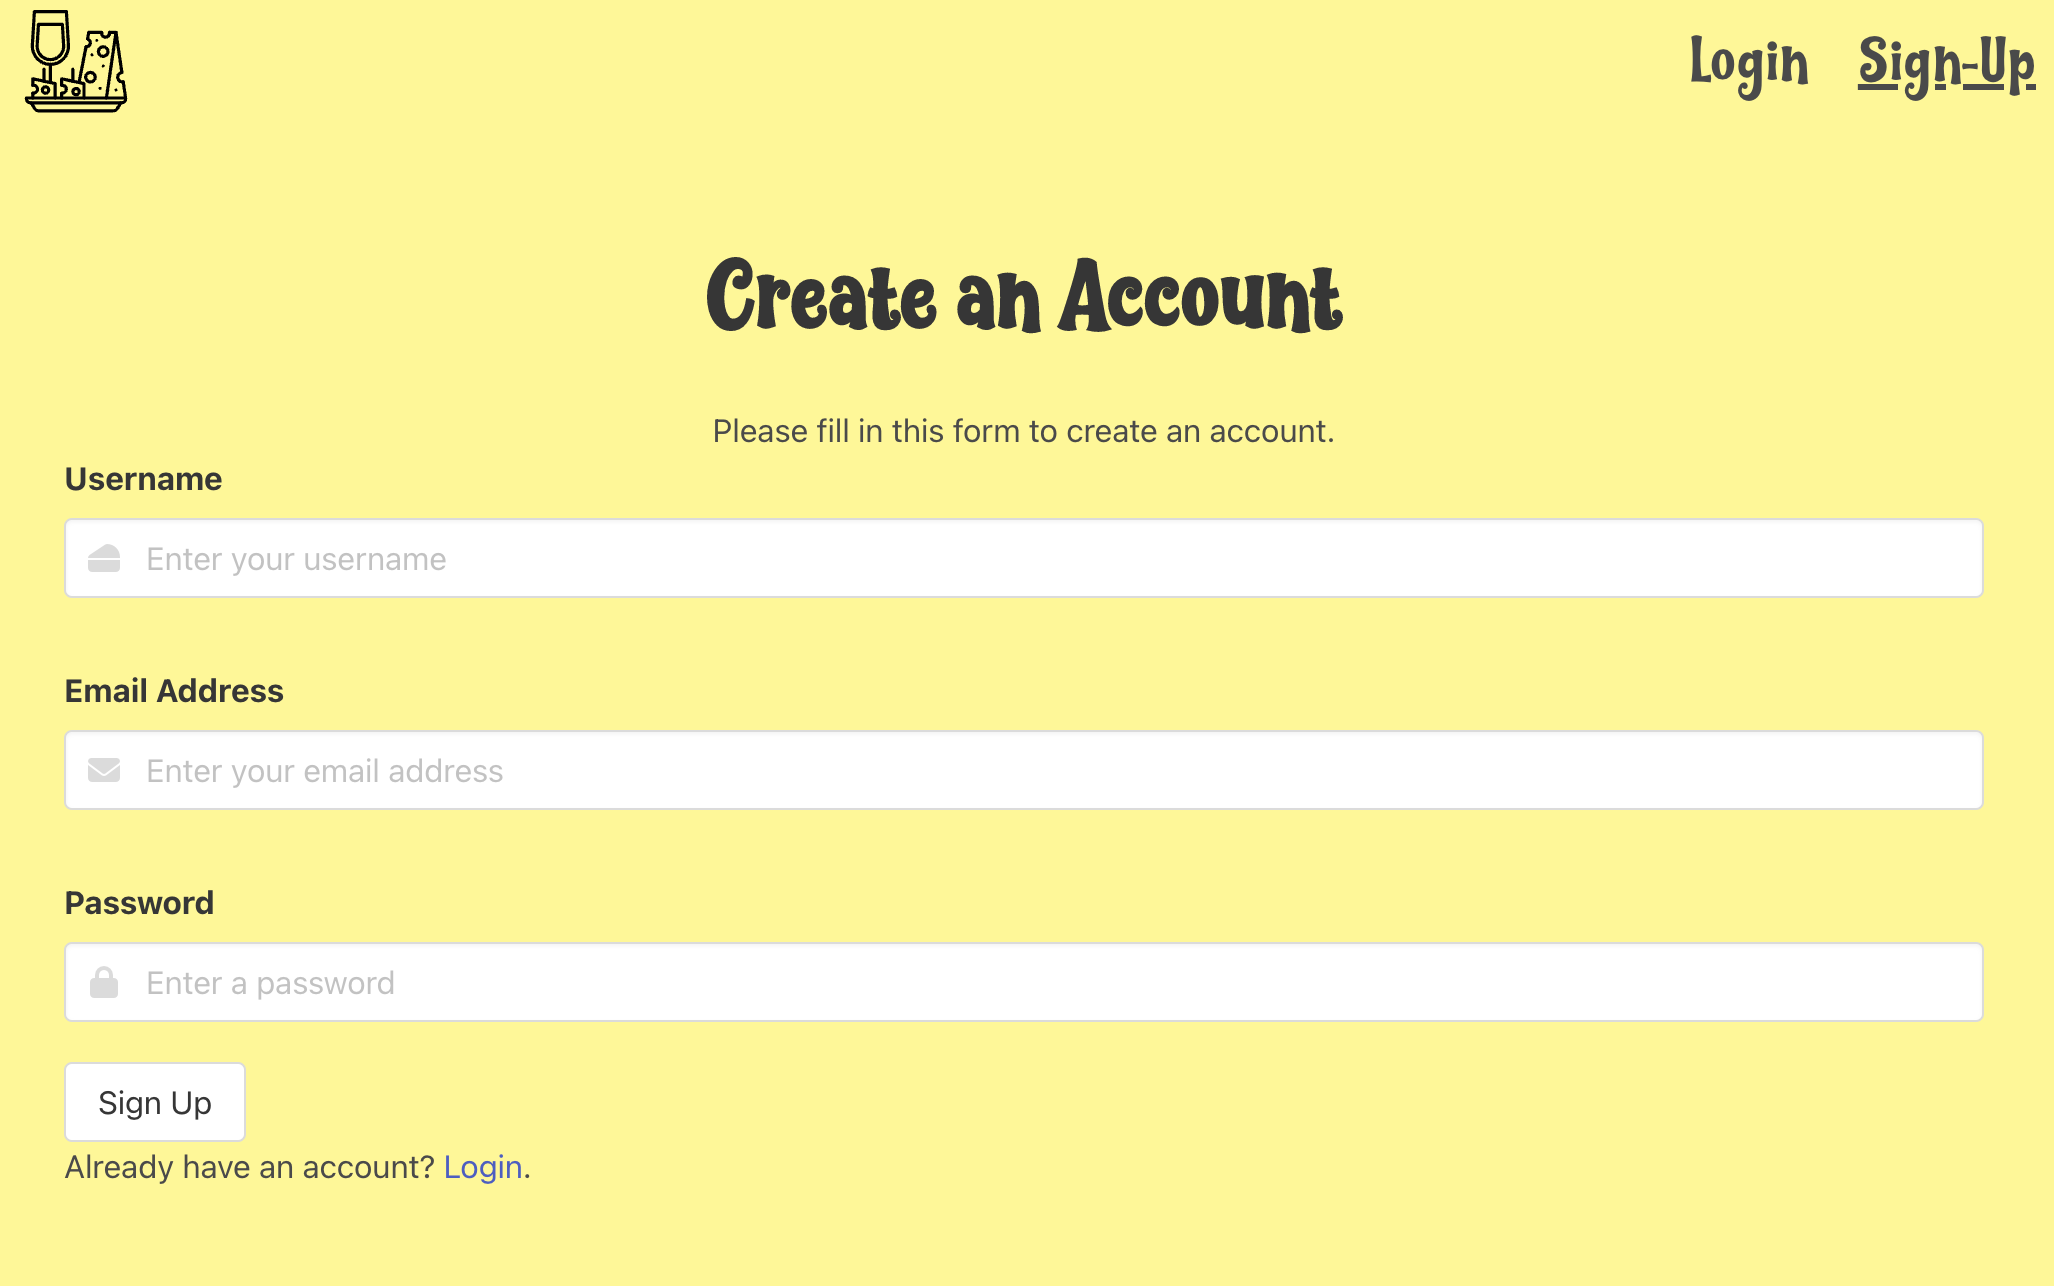 Login Sign-Up
Create an Account
Please fill in this form to create an account.
Username
Enter your username
Email Address
Enter your email address
Password
Enter a password
Sign Up
Already have an account? Login.